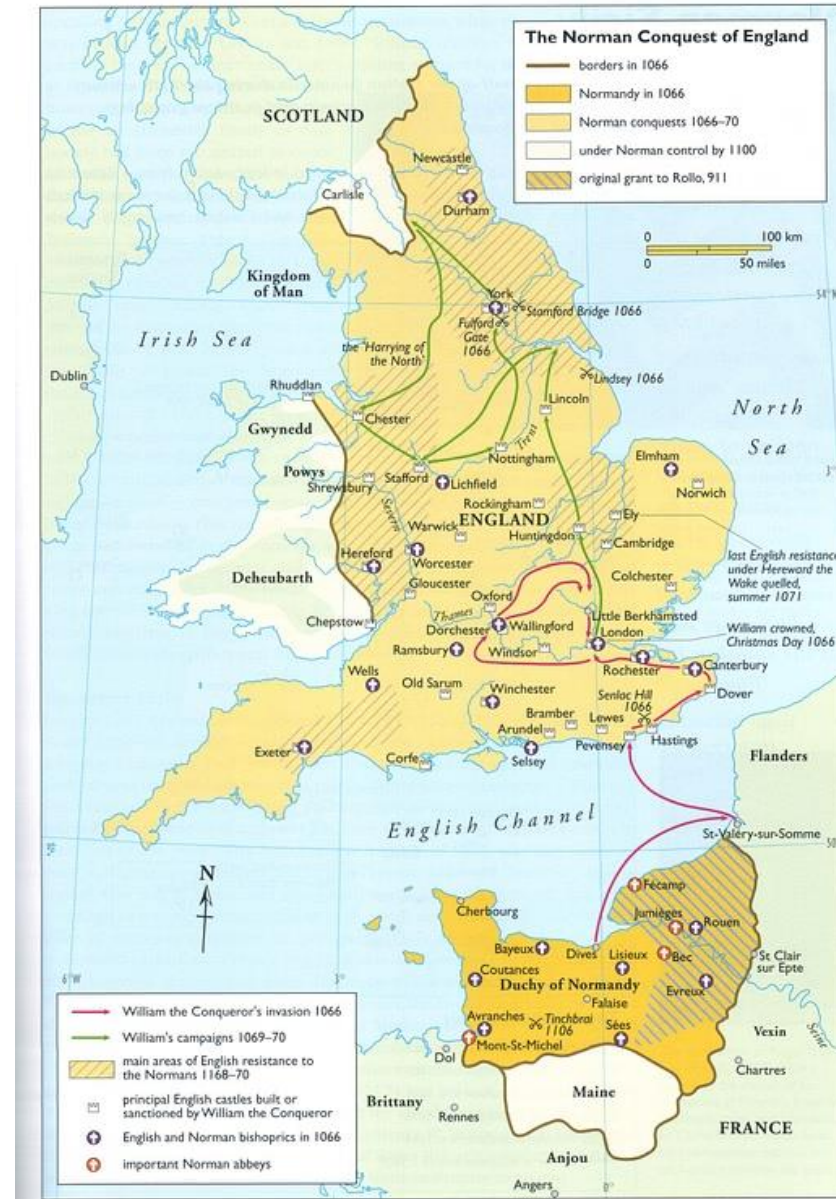 The Norman Conquest of England
borders in 1066
Normandy in 1066
Norman conquests 1066–70
under Norman control by 1100
original grant to Rollo, 911
0 100 km
0 50 miles
SCOTLAND
Newcastle
Carlisle
Durham
Kingdom
of Man
54°N
York
Stamford Bridge 1066
Fulford
Gate
1066
Irish Sea
the 'Harrying of
the North'
Dublin
Lindsey 1066
Rhuddlan
Chester
Lincoln
North
Sea
Gwynedd
Trent
Nottingham
Elmham
Powys
Shrewsbury
Stafford
Lichfield
Norwich
Rockingham
Severn
ENGLAND
Ely
Warwick
Huntingdon
Cambridge
Hereford
Worcester
last English resistance
under Hereward the
Wake quelled,
summer 1071
Deheubarth
Gloucester
Colchester
Oxford
Thames
Little Berkhamsted
Chepstow
Dorchester
Wallingford
London
William crowned,
Christmas Day 1066
Ramsbury
Windsor
Rochester
Canterbury
Wells
Old Sarum
Winchester
Senlac Hill
1066
Dover
Bramber
Lewes
Arundel
Hastings
Pevensey
Exeter
Corfe
Selsey
Flanders
English Channel
St-Valéry-sur-Somme
50
N
Fécamp
Cherbourg
Jumièges
Rouen
Bayeux
Dives
Lisieux
Bec
St Clair
sur Epte
6°W
3°
Coutances
Duchy of Normandy
Evreux
Falaise
Avranches
Tinchbrai
1106
Sées
Vexin
Seine
Mont-St-Michel
Dol
Chartres
Maine
Brittany
Rennes
FRANCE
Anjou
Angers
0°
William the Conqueror's invasion 1066
William's campaigns 1069–70
main areas of English resistance to
the Normans 1168–70
principal English castles built or
sanctioned by William the Conqueror
English and Norman bishoprics in 1066
important Norman abbeys